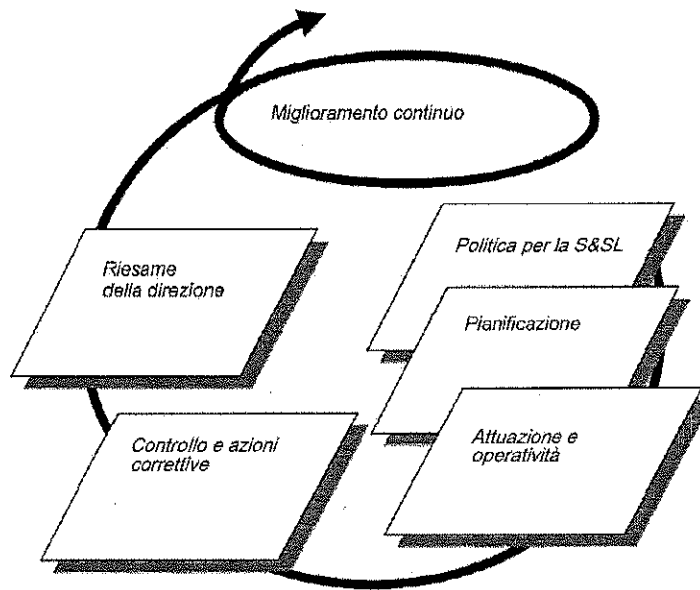 Miglioramento continuo
Politica per la S&SL
Pianificazione
Attuazione e
operatività
Controllo e azioni
correttive
Riesame
della direzione